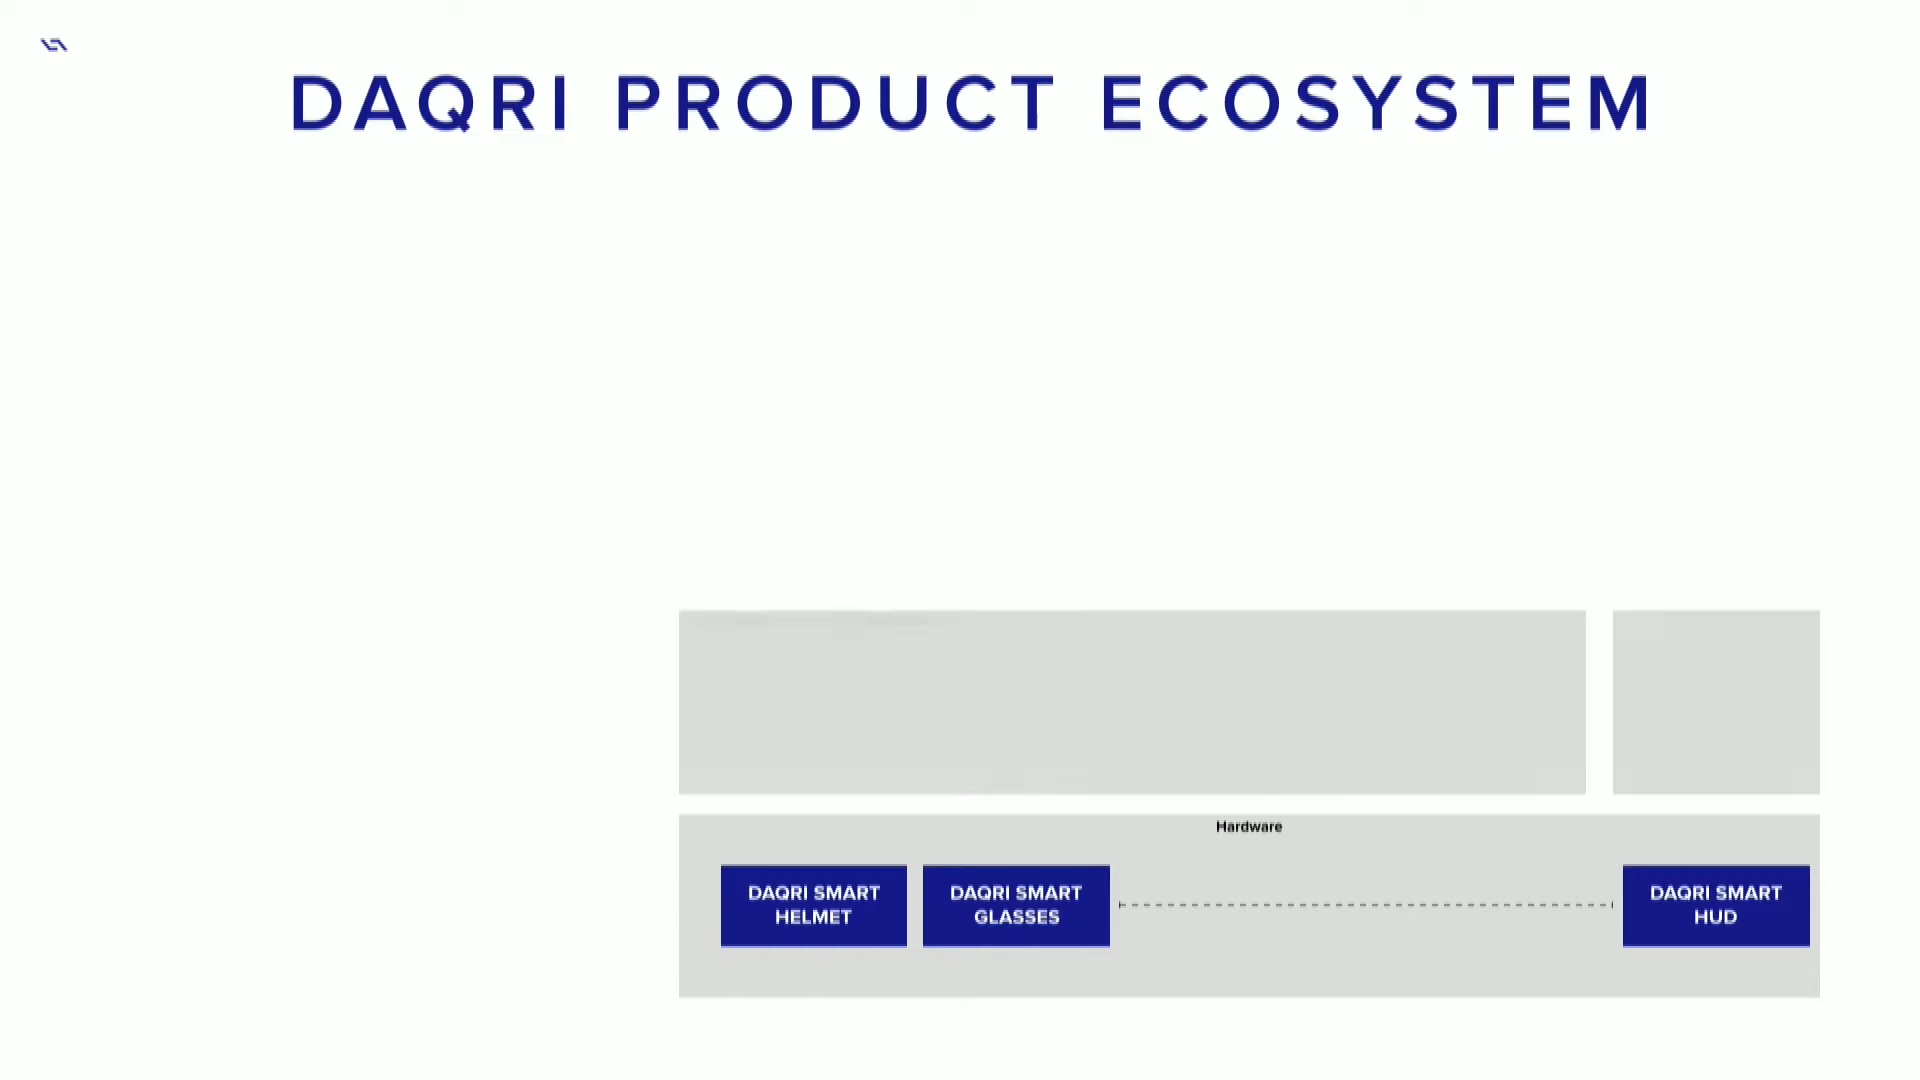 DAQRI PRODUCT ECOSYSTEM
Hardware
DAQRI SMART
HELMET
DAQRI SMART
GLASSES
DAQRI SMART
HUD